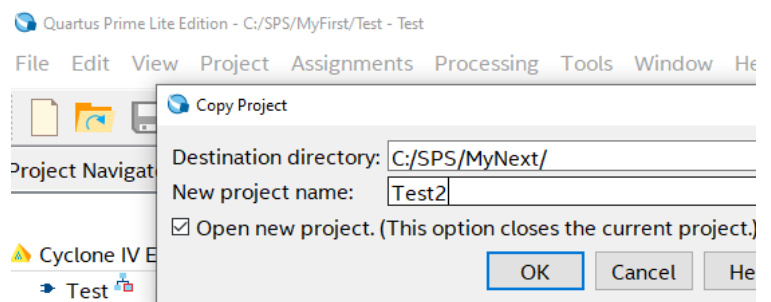 Quartus Prime Lite Edition - C:/SPS/MyFirst/Test - Test
File Edit View Project Assignments Processing Tools Window He
Copy Project
Destination directory: C:/SPS/MyNext/
Project Navigat
New project name: Test2
Open new project. (This option closes the current project.)
Cyclone IV E
OK Cancel He
Test